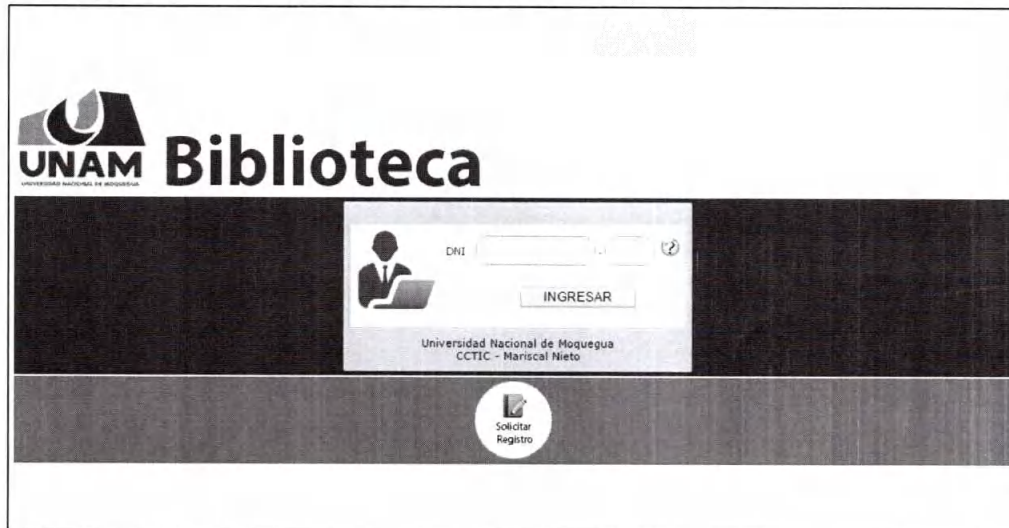 UNAM
UNIVERSIDAD NACIONAL DE MOQUEGUA
Biblioteca
DNI
INGRESAR
Universidad Nacional de Moquegua
CCTIC - Mariscal Nieto
Solicitar
Registro